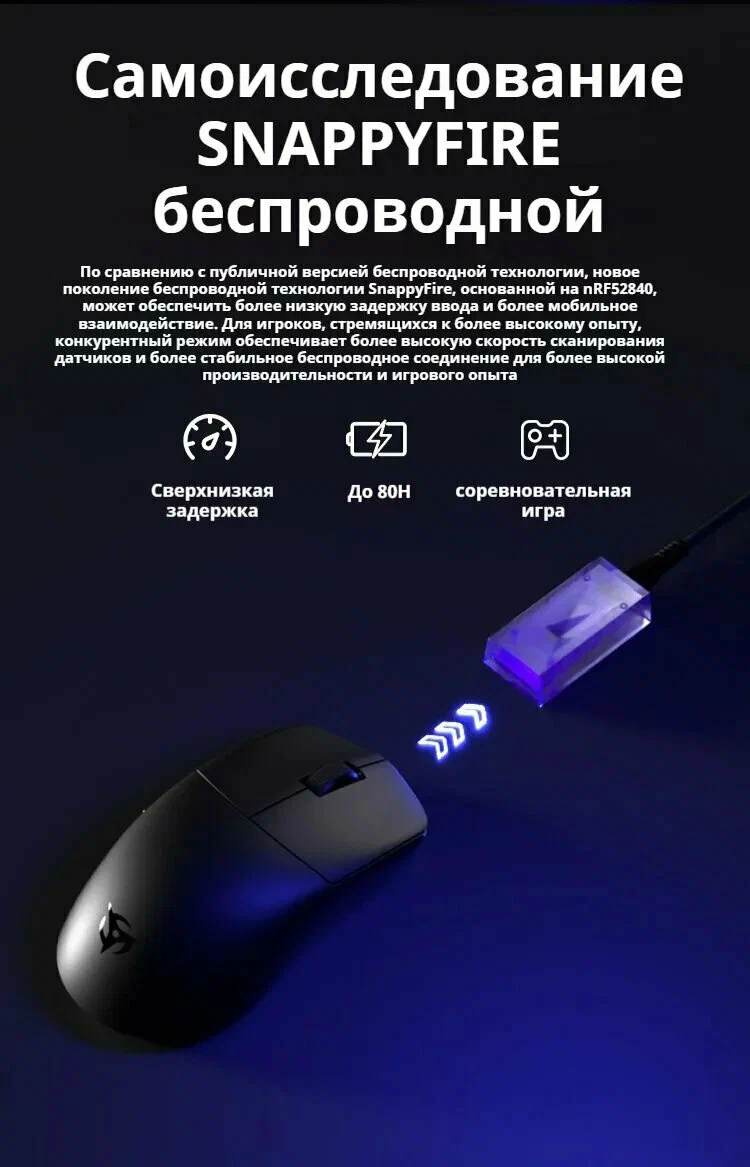 Самоисследование
SNAPPYFIRE
беспроводной
По сравнению с публичной версией беспроводной технологии, новое
поколение беспроводной технологии SnappyFire, основанной на nRF52840,
может обеспечить более низкую задержку ввода и более мобильное
взаимодействие. Для игроков, стремящихся к более высокому опыту,
конкурентный режим обеспечивает более высокую скорость сканирования
датчиков и более стабильное беспроводное соединение для более высокой
производительности и игрового опыта
Сверхнизкая
задержка
До 80H
соревновательная
игра